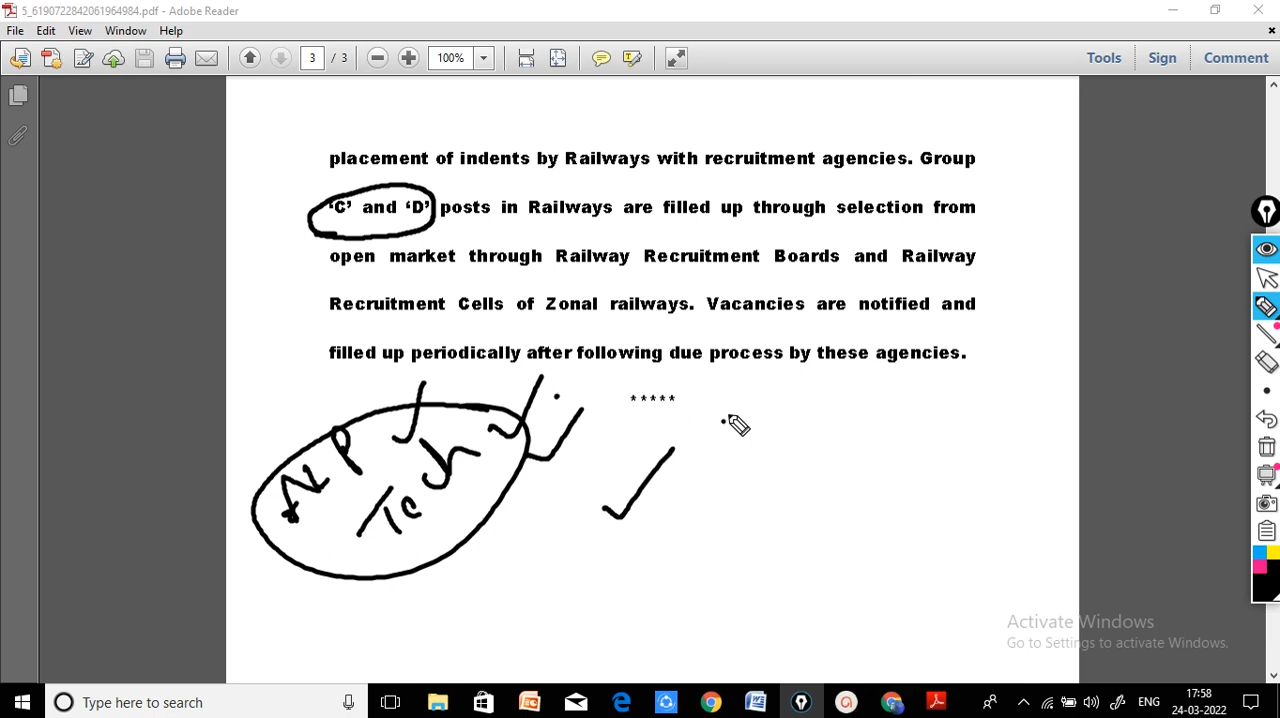 5_6190722842061964984.pdf - Adobe Reader
File Edit View Window Help
3 / 3 100% Tools Sign Comment
placement of indents by Railways with recruitment agencies. Group
‘C’ and ‘D’ posts in Railways are filled up through selection from
open market through Railway Recruitment Boards and Railway
Recruitment Cells of Zonal railways. Vacancies are notified and
filled up periodically after following due process by these agencies.
*****
ALP
Tech
Activate Windows
Go to Settings to activate Windows.
Type here to search
ENG
17:58
24-03-2022